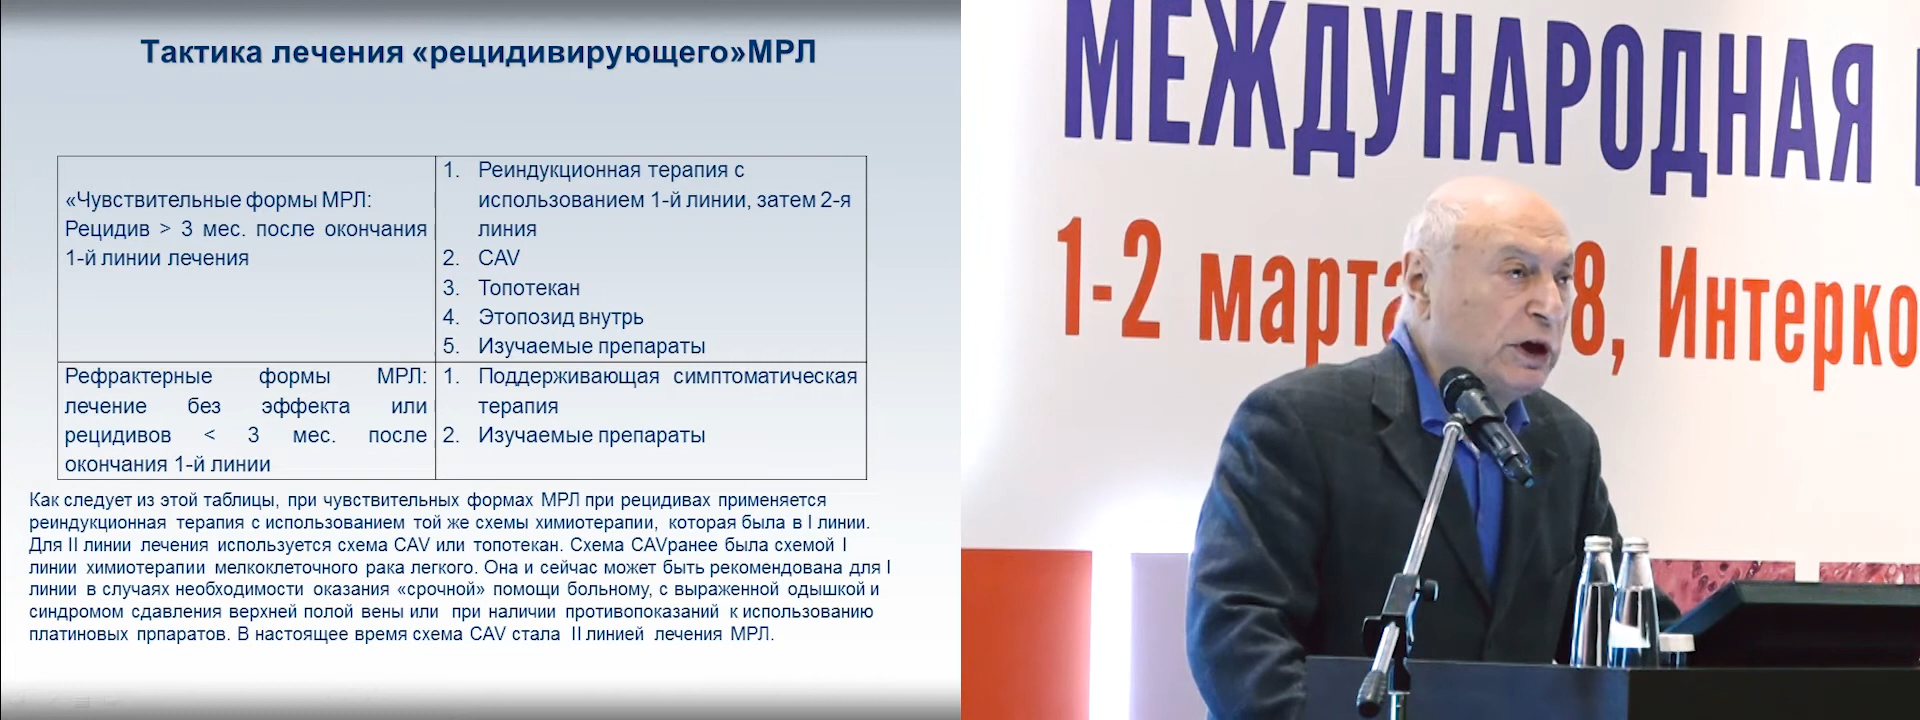 Тактика лечения «рецидивирующего»МРЛ
«Чувствительные формы МРЛ:
Рецидив > 3 мес. после окончания
1-й линии лечения
1. Реиндукционная терапия с
использованием 1-й линии, затем 2-я
линия
2. CAV
3. Топотекан
4. Этопозид внутрь
5. Изучаемые препараты
Рефрактерные формы МРЛ:
лечение без эффекта или
рецидивов < 3 мес. после
окончания 1-й линии
1. Поддерживающая симптоматическая
терапия
2. Изучаемые препараты
Как следует из этой таблицы, при чувствительных формах МРЛ при рецидивах применяется
реиндукционная терапия с использованием той же схемы химиотерапии, которая была в I линии.
Для II линии лечения используется схема CAV или топотекан. Схема CAVранее была схемой I
линии химиотерапии мелкоклеточного рака легкого. Она и сейчас может быть рекомендована для I
линии в случаях необходимости оказания «срочной» помощи больному, с выраженной одышкой и
синдромом сдавления верхней полой вены или при наличии противопоказаний к использованию
платиновых прпаратов. В настоящее время схема CAV стала II линией лечения МРЛ.
МЕЖДУНАРОДНАЯ
1-2 марта 8, Интерко